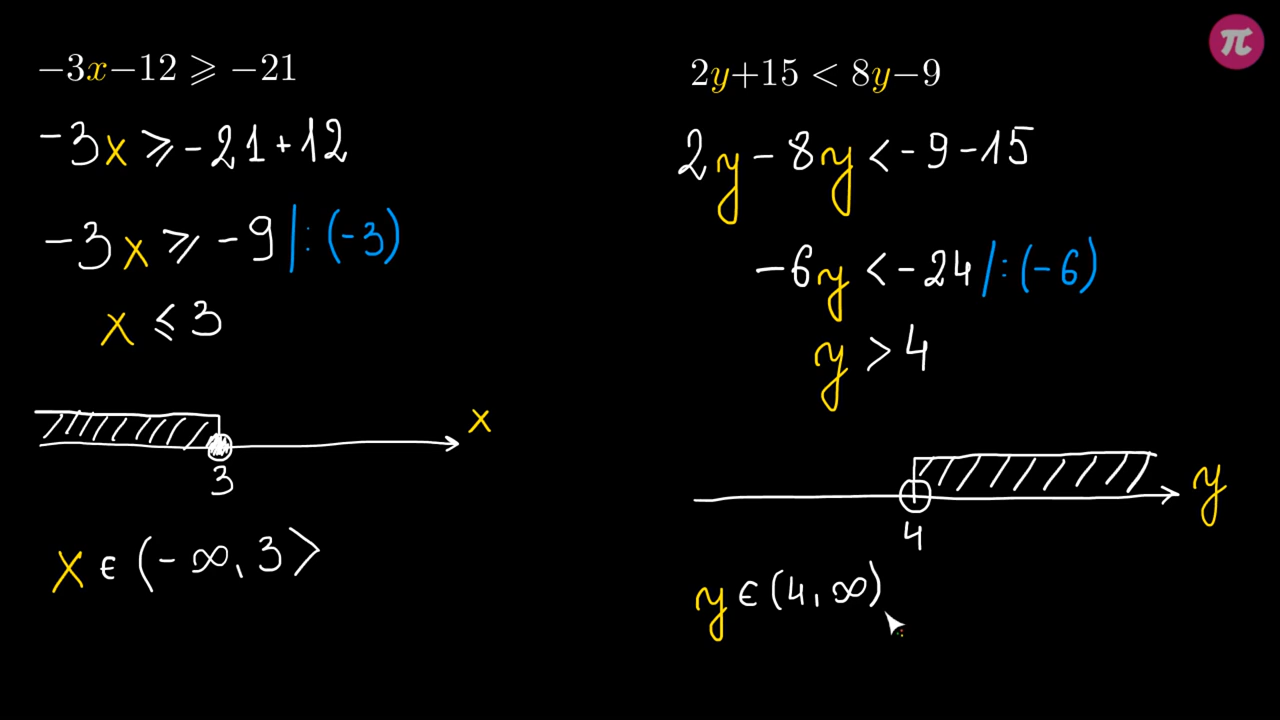 −3x−12 ⩾ −21
-3x ⩾ -21+12
-3x ⩾ -9 |:(-3)
x ⩽ 3
x
3
x ∈ (-∞, 3>
2y+15 < 8y−9
2y - 8y < -9 -15
-6y < -24 |:(-6)
y > 4
y
4
y ∈ (4, ∞)
π